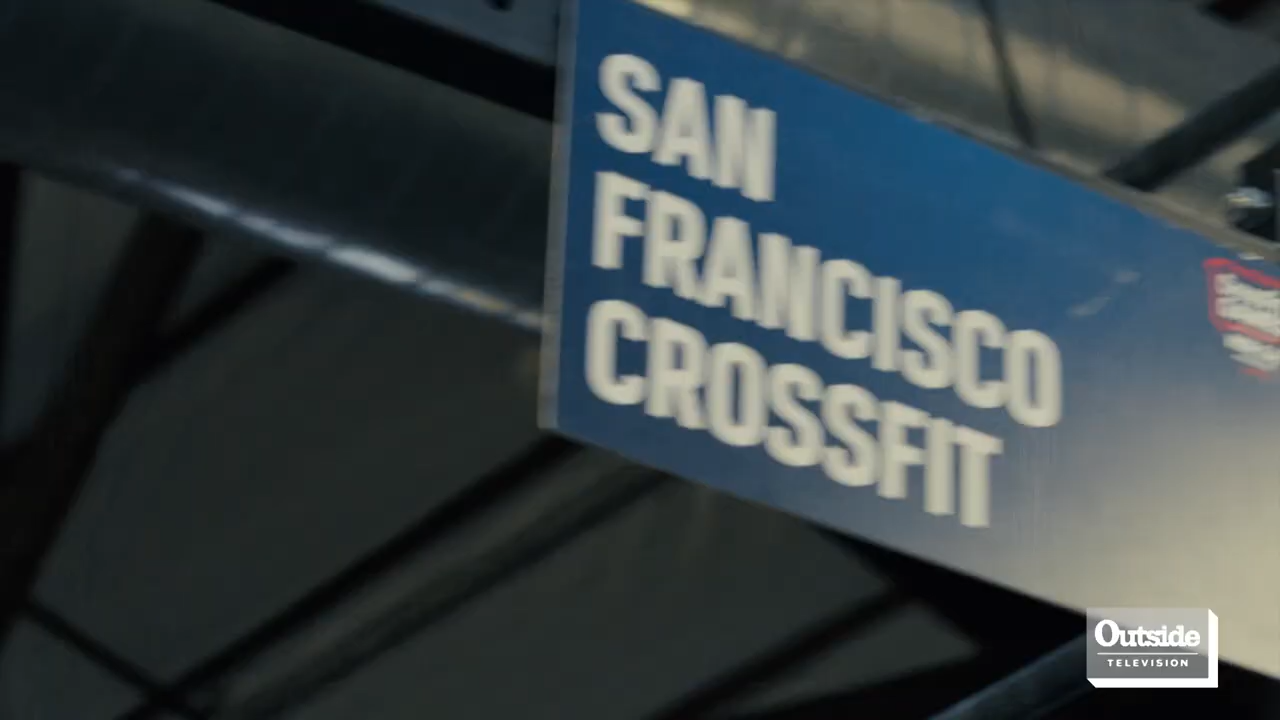 SAN
FRANCISCO
CROSSFIT
Outside
TELEVISION